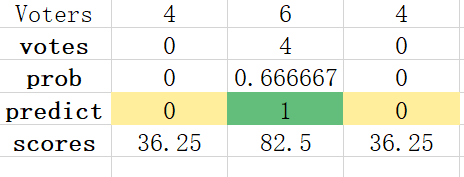 Voters 4 6 4
votes 0 4 0
prob 0 0.666667 0
predict 0 1 0
scores 36.25 82.5 36.25